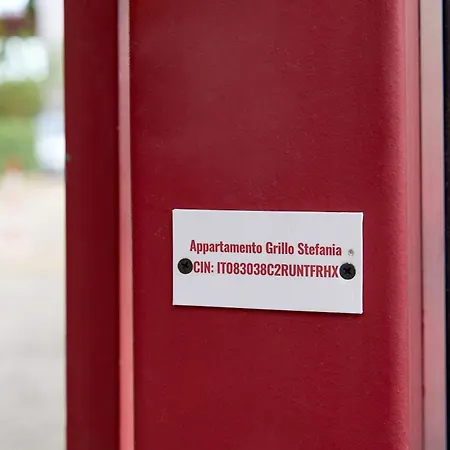 Appartamento Grillo Stefania
CIN: IT083038C2RUNTFRHX